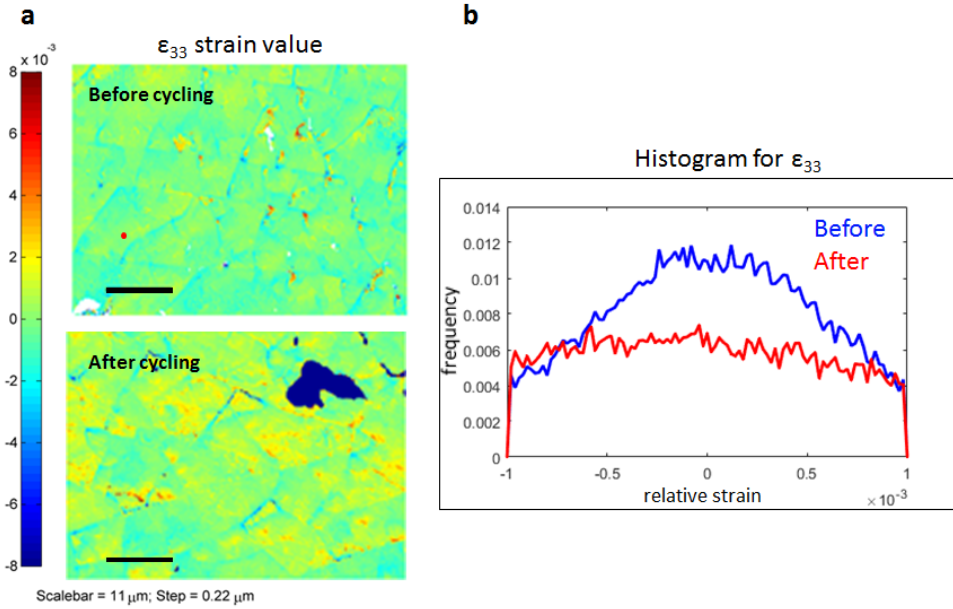 a
ε33 strain value
x 10-3
8
6
4
2
0
-2
-4
-6
-8
Before cycling
After cycling
Scalebar = 11 μm; Step = 0.22 μm
b
Histogram for ε33
0.014
0.012
0.010
0.008
0.006
0.004
0.002
0
frequency
Before
After
-1
-0.5
0
0.5
1
relative strain
×10-3